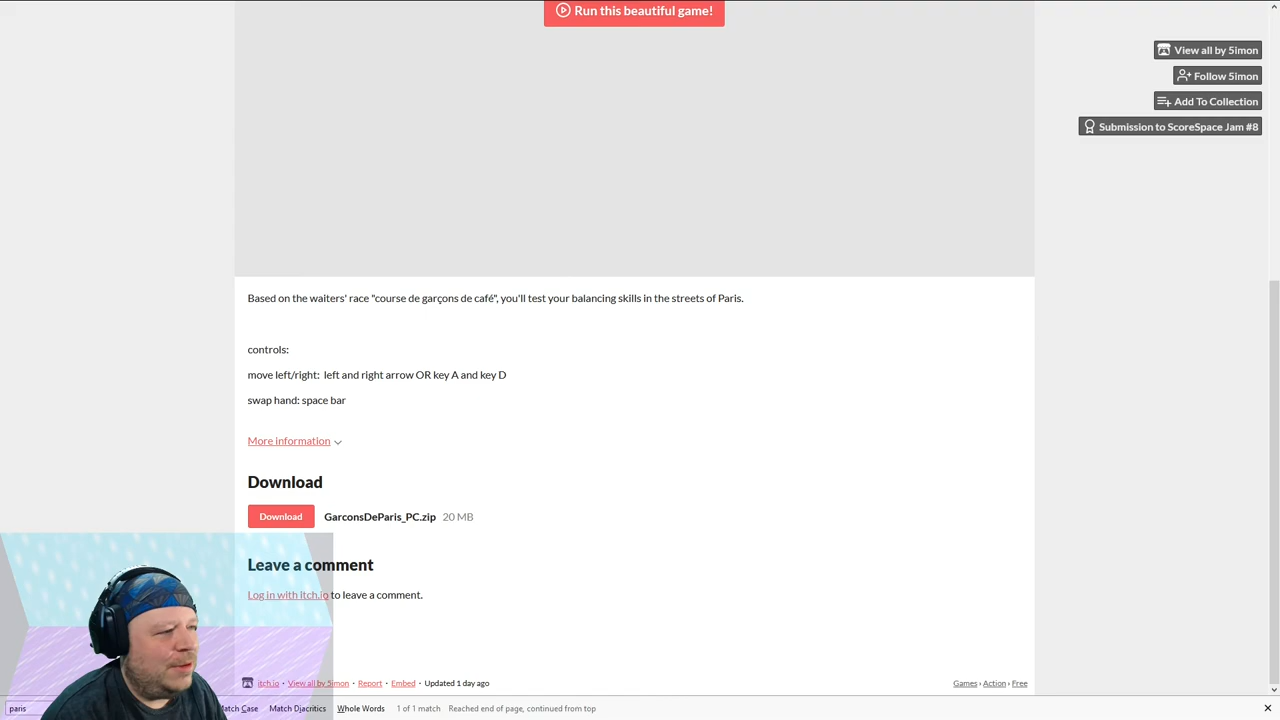 Run this beautiful game!
View all by 5imon
Follow 5imon
Add To Collection
Submission to ScoreSpace Jam #8
Based on the waiters' race "course de garçons de café", you'll test your balancing skills in the streets of Paris.
controls:
move left/right:  left and right arrow OR key A and key D
swap hand: space bar
More information
Download
Download GarconsDeParis_PC.zip 20 MB
Leave a comment
Log in with itch.io to leave a comment.
itch.io · View all by 5imon · Report · Embed · Updated 1 day ago
Games › Action › Free
paris Match Case Match Diacritics Whole Words 1 of 1 match Reached end of page, continued from top